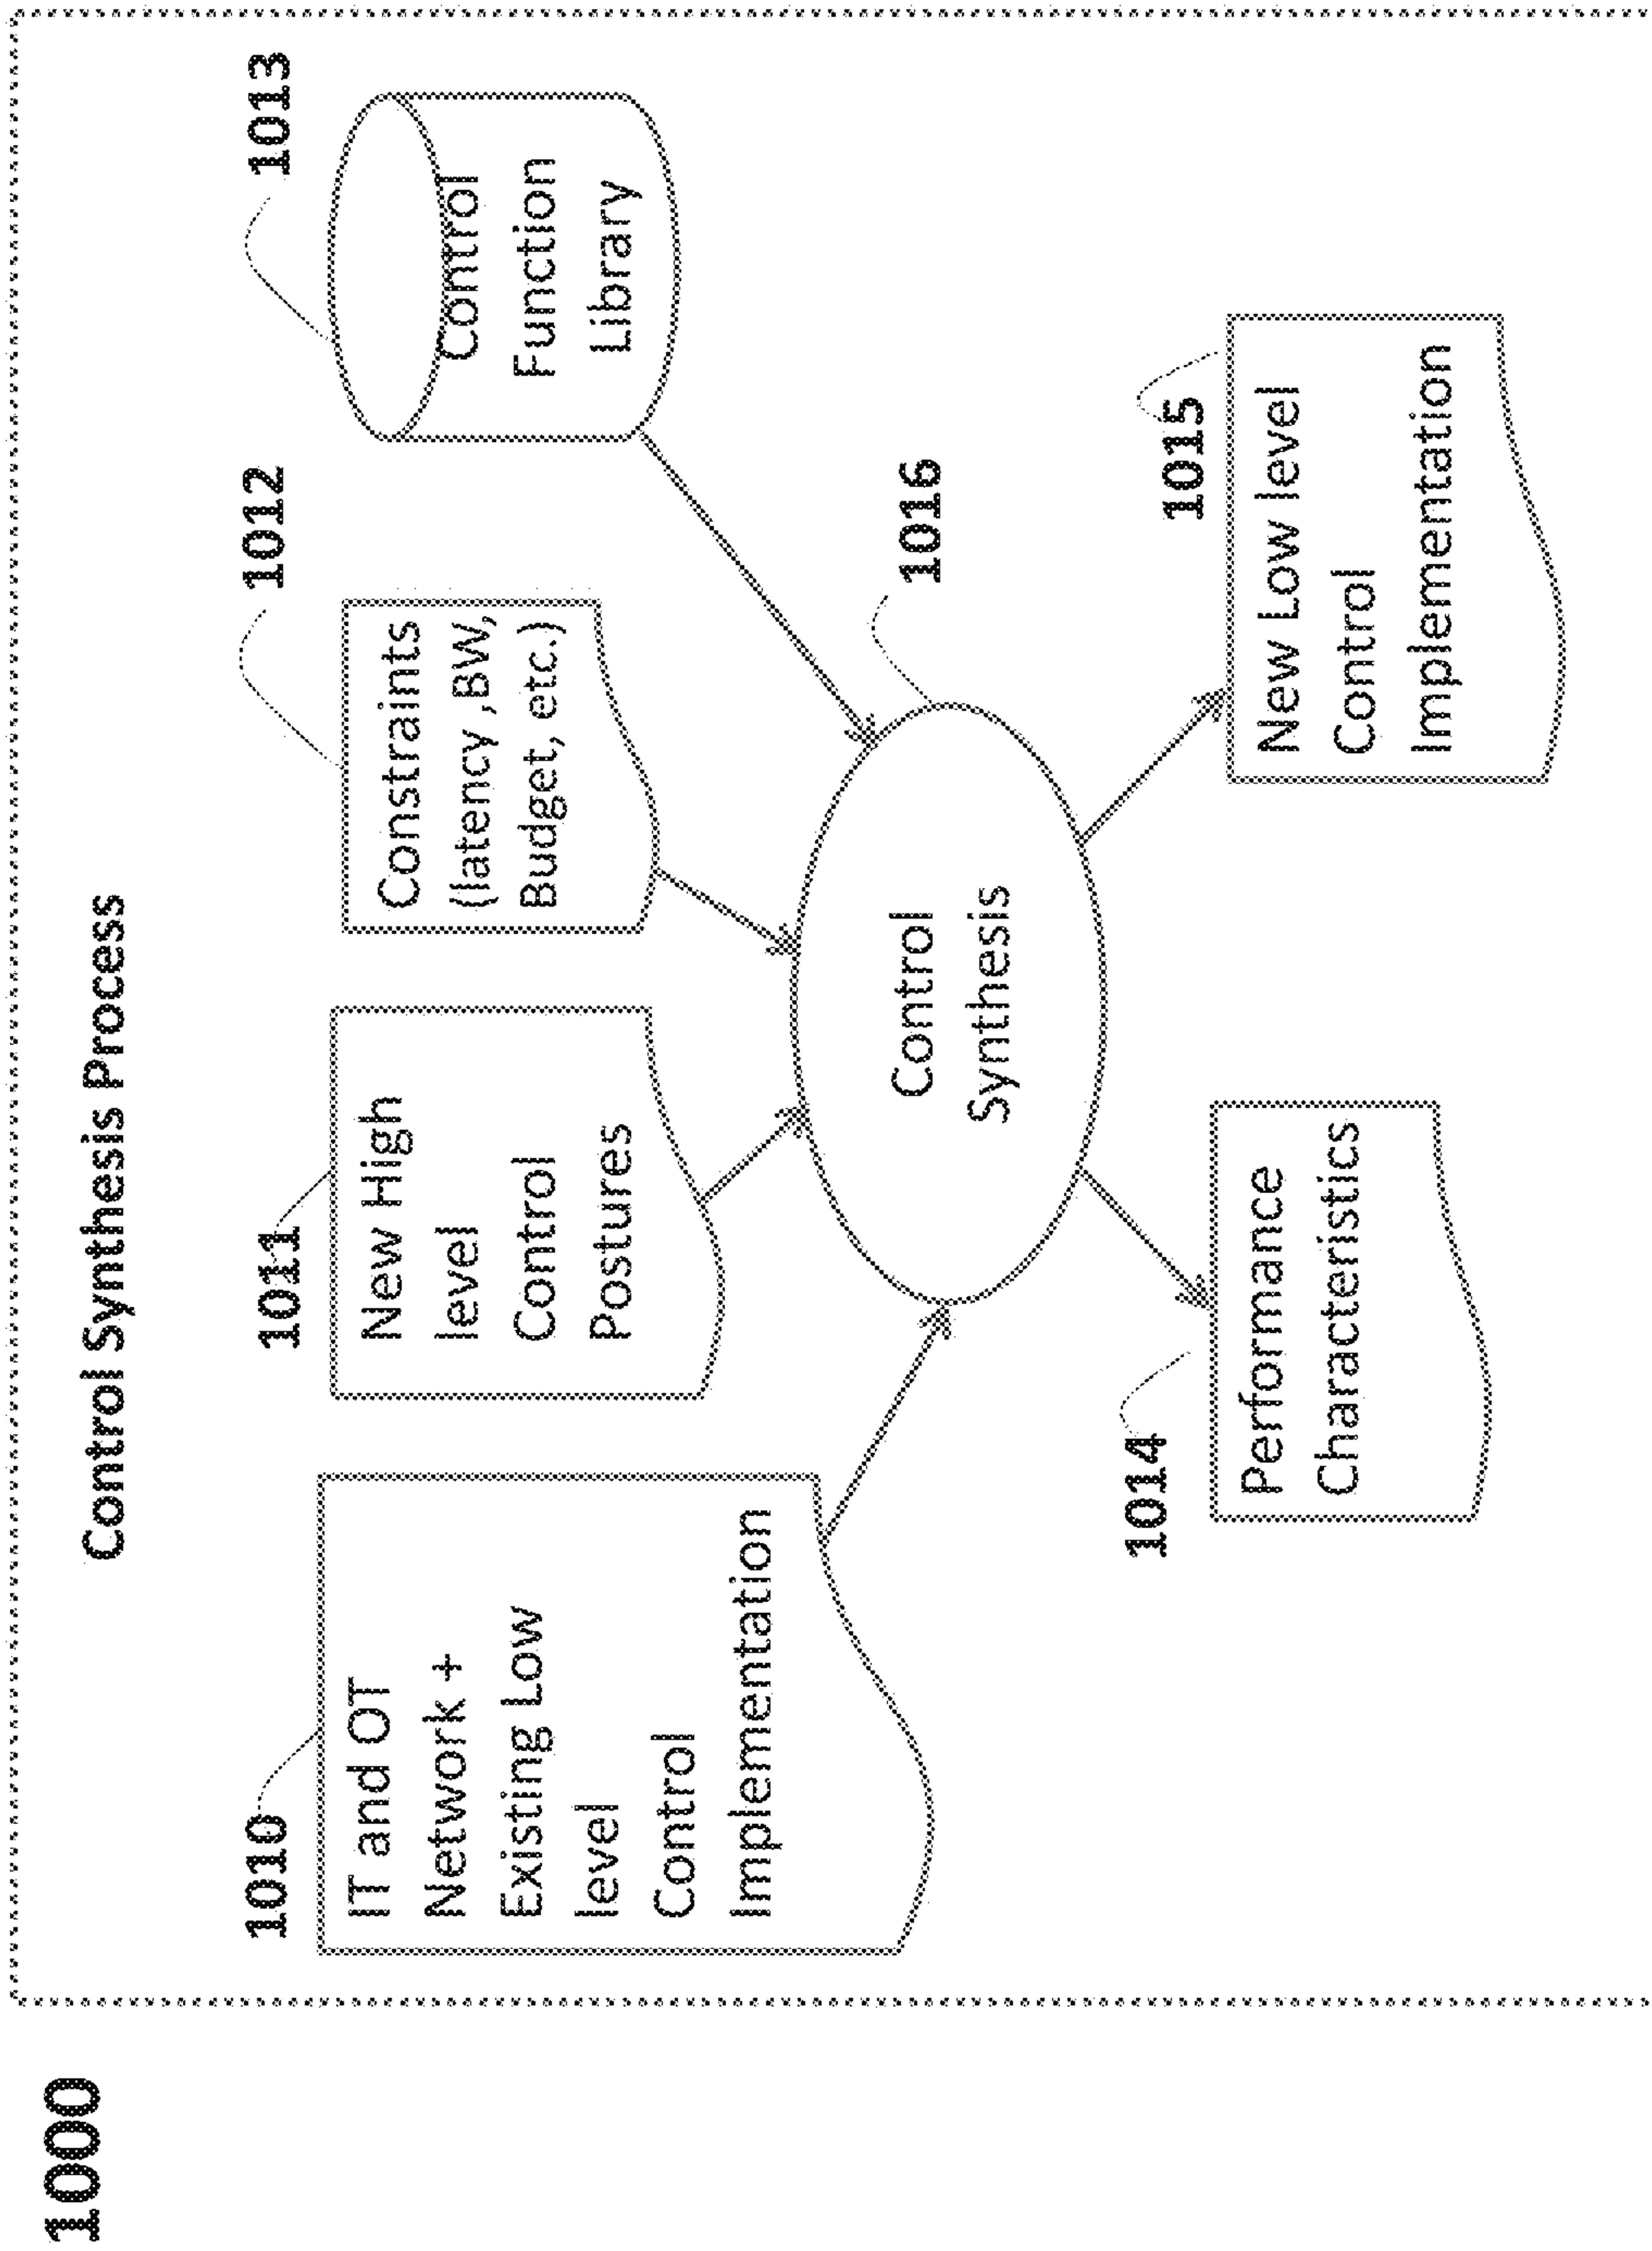 1000
Control Synthesis Process
1010
IT and OT
Network +
Existing Low
level
Control
Implementation
1011
New High
level
Control
Postures
1012
Constraints
(latency ,BW,
Budget, etc.)
1013
Control
Function
Library
1016
Control
Synthesis
1014
Performance
Characteristics
1015
New Low level
Control
Implementation